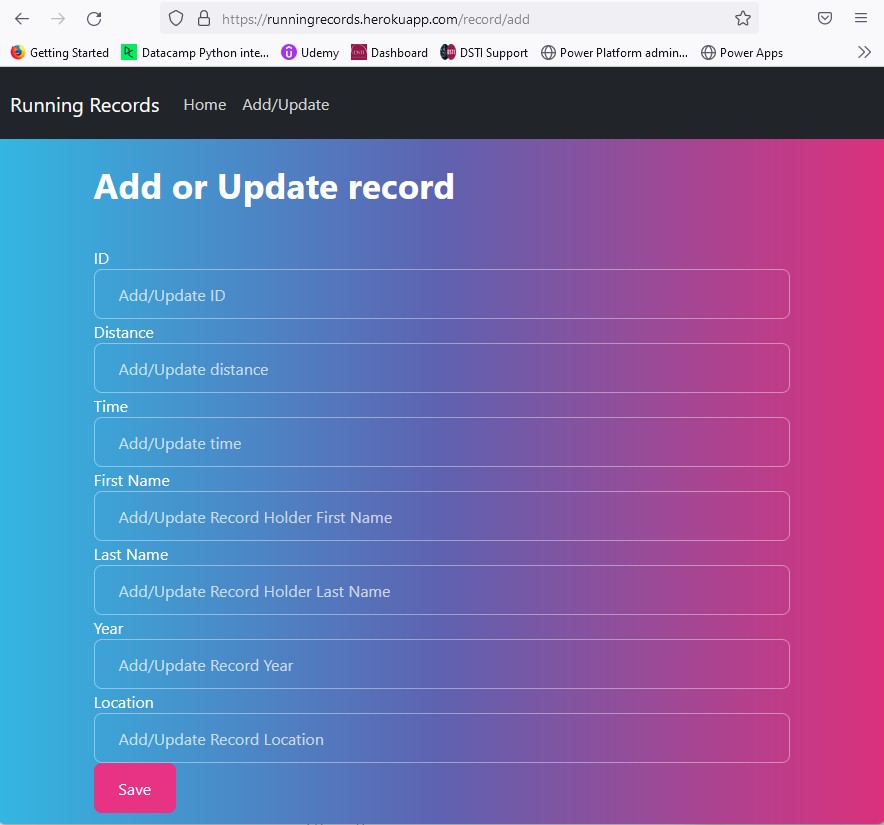 https://runningrecords.herokuapp.com/record/add
Getting Started Datacamp Python inte... Udemy Dashboard DSTI Support Power Platform admin... Power Apps
Running Records Home Add/Update
Add or Update record
ID
Add/Update ID
Distance
Add/Update distance
Time
Add/Update time
First Name
Add/Update Record Holder First Name
Last Name
Add/Update Record Holder Last Name
Year
Add/Update Record Year
Location
Add/Update Record Location
Save